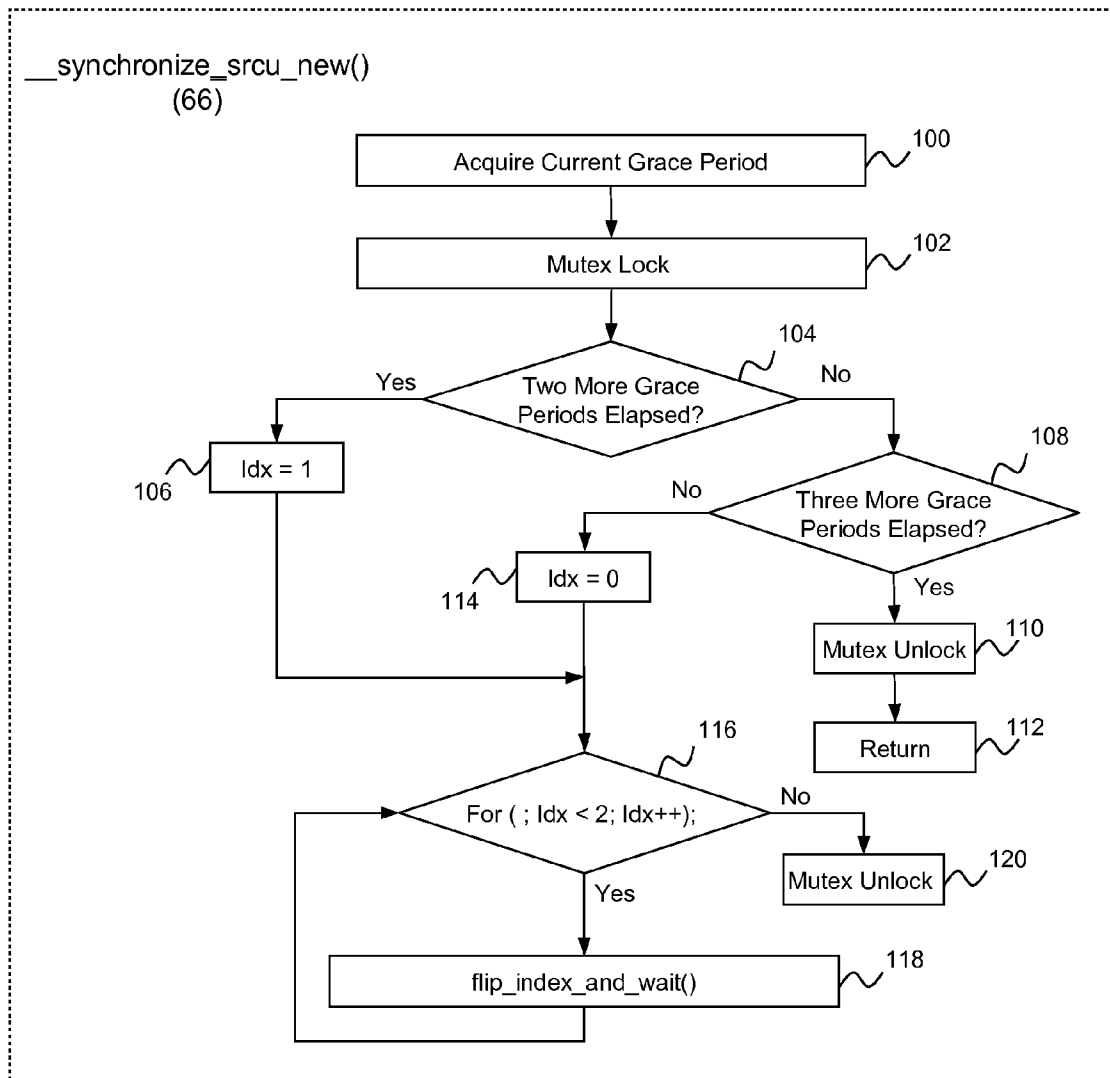 __synchronize_srcu_new()
(66)
Acquire Current Grace Period
100
Mutex Lock
102
104
Yes
Two More Grace
Periods Elapsed?
No
Idx = 1
106
108
No
Three More Grace
Periods Elapsed?
Idx = 0
114
Yes
Mutex Unlock
110
Return
112
116
For ( ; Idx < 2; Idx++);
No
Mutex Unlock
120
Yes
flip_index_and_wait()
118